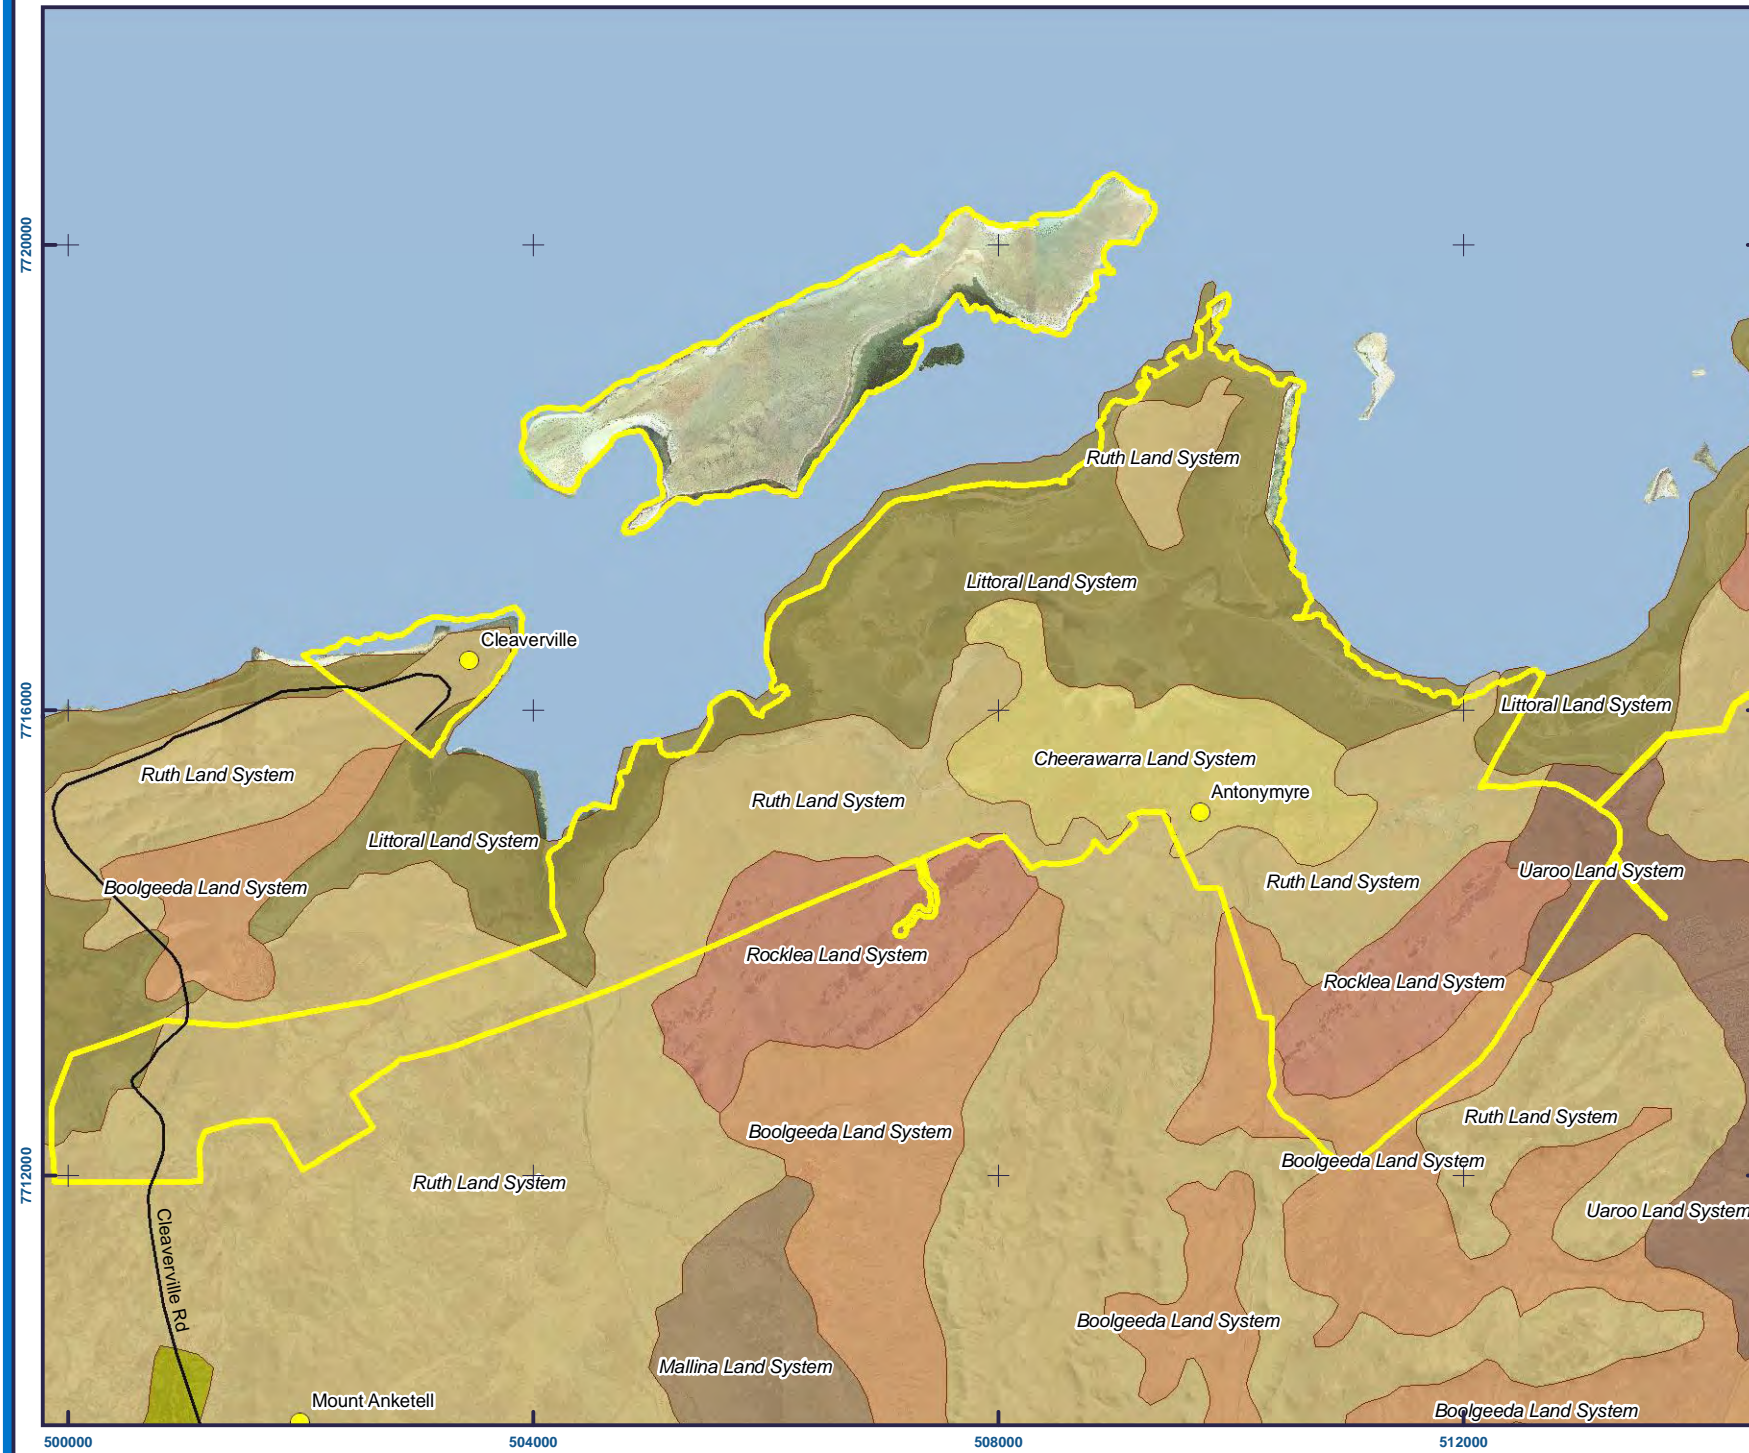 7720000
Ruth Land System
Littoral Land System
Cleaverville
7716000
Littoral Land System
Cheerawarra Land System
Ruth Land System
Antonymyre
Ruth Land System
Littoral Land System
Uaroo Land System
Ruth Land System
Boolgeeda Land System
Rocklea Land System
Rocklea Land System
Ruth Land System
Boolgeeda Land System
Boolgeeda Land System
7712000
Ruth Land System
Uaroo Land System
Cleaverville Rd
Boolgeeda Land System
Mallina Land System
Mount Anketell
Boolgeeda Land System
500000
504000
508000
512000